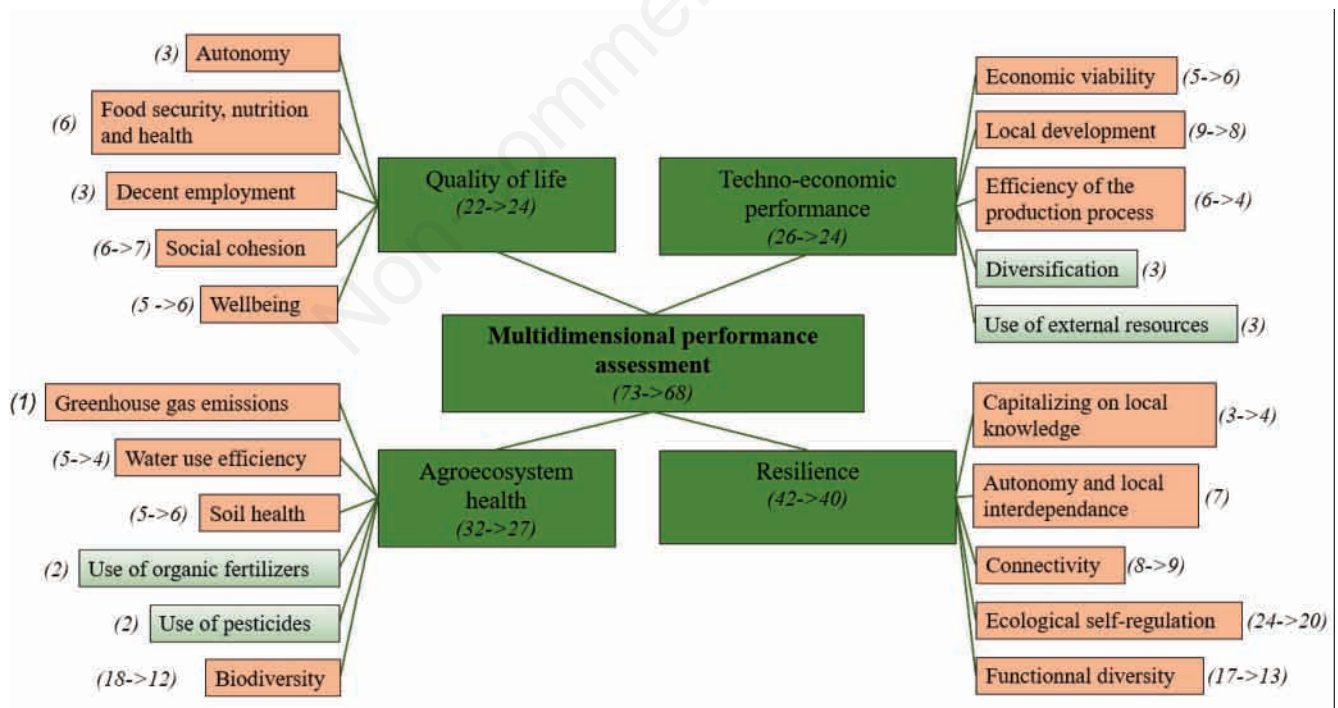 (3) Autonomy
(6) Food security, nutrition
and health
(3) Decent employment
(6->7) Social cohesion
(5 ->6) Wellbeing
Quality of life
(22->24)
Techno-economic
performance
(26->24)
Economic viability (5->6)
Local development (9->8)
Efficiency of the
production process (6->4)
Diversification (3)
Use of external resources (3)
Multidimensional performance
assessment
(73->68)
(1) Greenhouse gas emissions
(5->4) Water use efficiency
(5->6) Soil health
(2) Use of organic fertilizers
(2) Use of pesticides
(18->12) Biodiversity
Agroecosystem
health
(32->27)
Resilience
(42->40)
Capitalizing on local
knowledge (3->4)
Autonomy and local
interdependance (7)
Connectivity (8->9)
Ecological self-regulation (24->20)
Functionnal diversity (17->13)